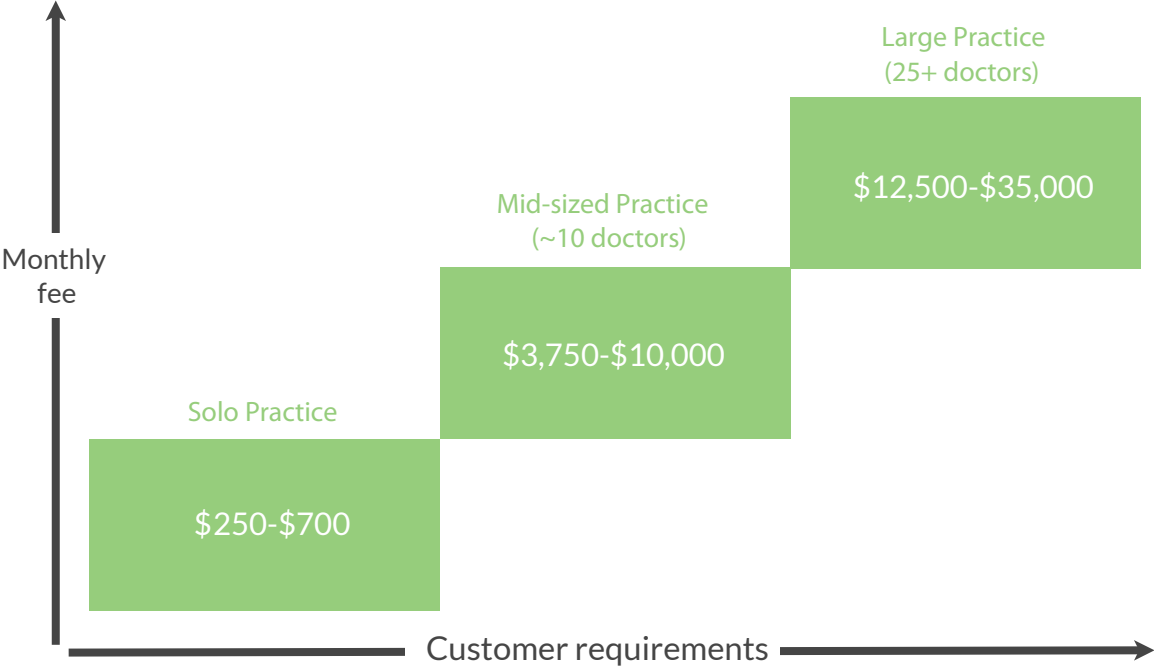 Large Practice
(25+ doctors)
$12,500-$35,000
Mid-sized Practice
(~10 doctors)
Monthly
fee
$3,750-$10,000
Solo Practice
$250-$700
Customer requirements